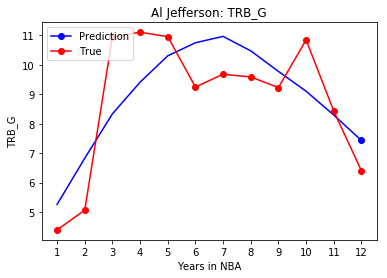 Al Jefferson: TRB_G
Prediction
True
11
10
9
8
7
6
5
TRB_G
1 2 3 4 5 6 7 8 9 10 11 12
Years in NBA